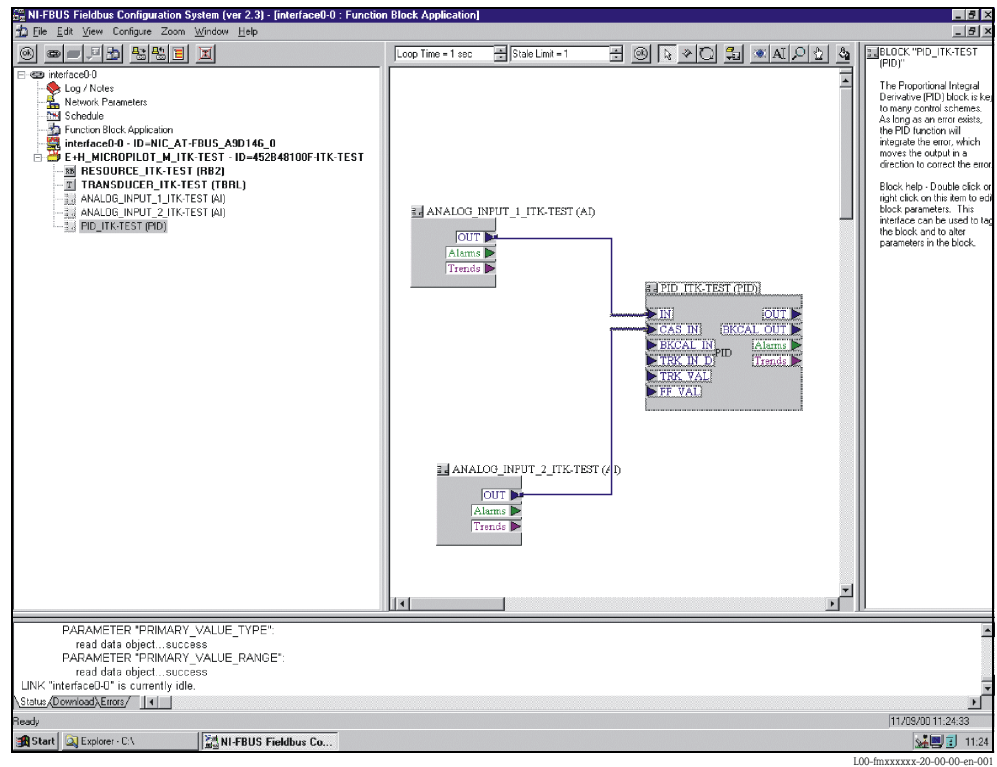 NI-FBUS Fieldbus Configuration System (ver 2.3) - [interface0-0 : Function Block Application]
File Edit View Configure Zoom Window Help
Loop Time = 1 sec
Stale Limit = 1
interface0-0
Log / Notes
Network Parameters
Schedule
Function Block Application
interface0-0 - ID=NIC_AT-FBUS_A9D146_0
E+H_MICROPILOT_M_ITK-TEST - ID=452B48100F-ITK-TEST
RESOURCE_ITK-TEST (RB2)
TRANSDUCER_ITK-TEST (TBRL)
ANALOG_INPUT_1_ITK-TEST (AI)
ANALOG_INPUT_2_ITK-TEST (AI)
PID_ITK-TEST (PID)
ANALOG_INPUT_1_ITK-TEST (AI)
OUT
Alarms
Trends
PID_ITK-TEST (PID)
IN OUT
CAS_IN BKCAL_OUT
BKCAL_IN Alarms
PID
TRK_IN_D Trends
TRK_VAL
FF_VAL
ANALOG_INPUT_2_ITK-TEST (AI)
OUT
Alarms
Trends
BLOCK "PID_ITK-TEST
(PID)"
The Proportional Integral
Derivative (PID) block is key
to many control schemes.
As long as an error exists,
the PID function will
integrate the error, which
moves the output in a
direction to correct the error.
Block help - Double click or
right click on this item to edi
block parameters. This
interface can be used to tag
the block and to alter
parameters in the block.
PARAMETER "PRIMARY_VALUE_TYPE":
read data object...success
PARAMETER "PRIMARY_VALUE_RANGE":
read data object...success
LINK "interface0-0" is currently idle.
Status Download Errors
Ready
11/09/00 11:24:33
Start Explorer - C:\ NI-FBUS Fieldbus Co... 11:24
L00-fmxxxxxx-20-00-00-en-001